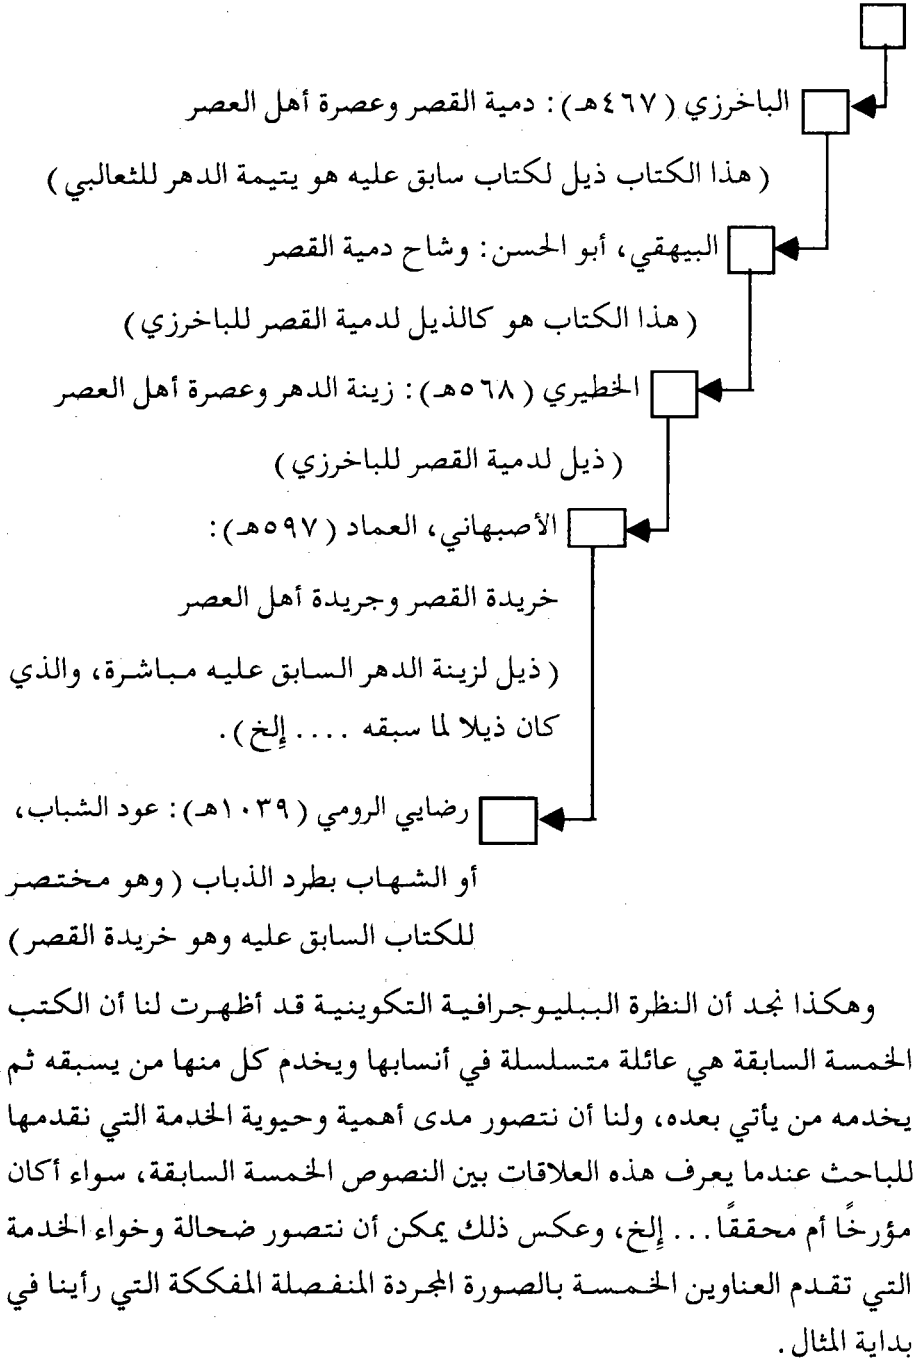 الباخرزي (٤٦٧هـ): دمية القصر وعصرة أهل العصر
(هذا الكتاب ذيل لكتاب سابق عليه هو يتيمة الدهر للثعالبي)
البيهقي، أبو الحسن: وشاح دمية القصر
(هذا الكتاب هو كالذيل لدمية القصر للباخرزي)
الخطيري (٥٦٨هـ): زينة الدهر وعصرة أهل العصر
(ذيل لدمية القصر للباخرزي)
الأصبهاني، العماد (٥٩٧هـ):
خريدة القصر وجريدة أهل العصر
(ذيل لزينة الدهر السابق عليه مباشرة، والذي
كان ذيلا لما سبقه .... إلخ).
رضايي الرومي (١٠٣٩هـ): عود الشباب،
أو الشهاب بطرد الذباب (وهو مختصر
للكتاب السابق عليه وهو خريدة القصر)
وهكذا نجد أن النظرة الببليوجرافية التكوينية قد أظهرت لنا أن الكتب
الخمسة السابقة هي عائلة متسلسلة في أنسابها ويخدم كل منها من يسبقه ثم
يخدمه من يأتي بعده، ولنا أن نتصور مدى أهمية وحيوية الخدمة التي نقدمها
للباحث عندما يعرف هذه العلاقات بين النصوص الخمسة السابقة، سواء أكان
مؤرخًا أم محققًا... إلخ، وعكس ذلك يمكن أن نتصور ضحالة وخواء الخدمة
التي تقدم العناوين الخمسة بالصورة المجردة المنفصلة المفككة التي رأينا في
بداية المثال.